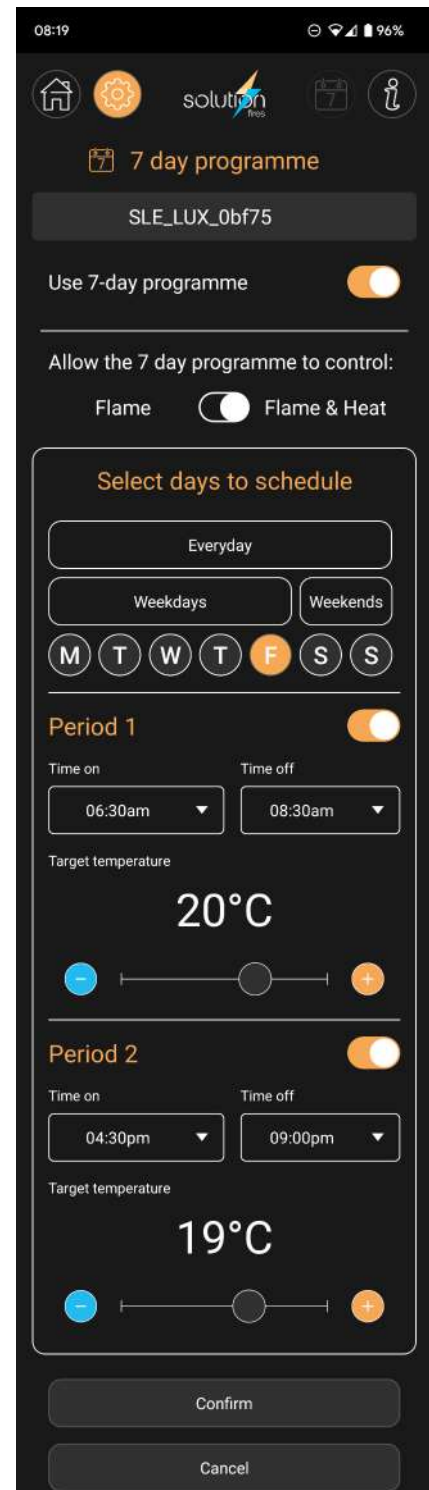 08:19 96%
solution
fires
7
7 7 day programme
SLE_LUX_0bf75
Use 7-day programme
Allow the 7 day programme to control:
Flame Flame & Heat
Select days to schedule
Everyday
Weekdays Weekends
M T W T F S S
Period 1
Time on Time off
06:30am 08:30am
Target temperature
20°C
− +
Period 2
Time on Time off
04:30pm 09:00pm
Target temperature
19°C
− +
Confirm
Cancel